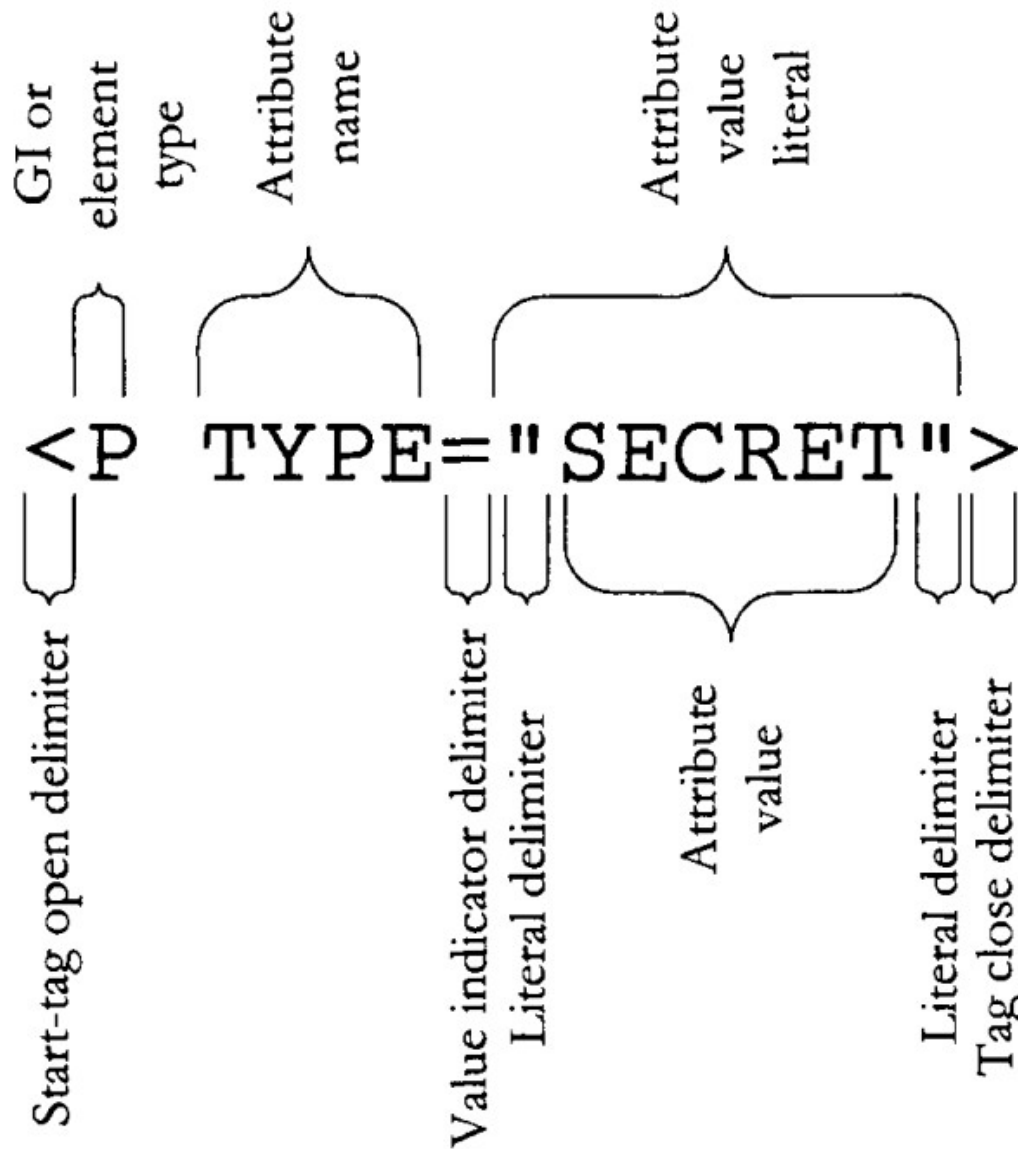 GI or
element
type
Attribute
name
Attribute
value
literal
<P TYPE="SECRET">
Start-tag open delimiter
Value indicator delimiter
Literal delimiter
Attribute
value
Literal delimiter
Tag close delimiter